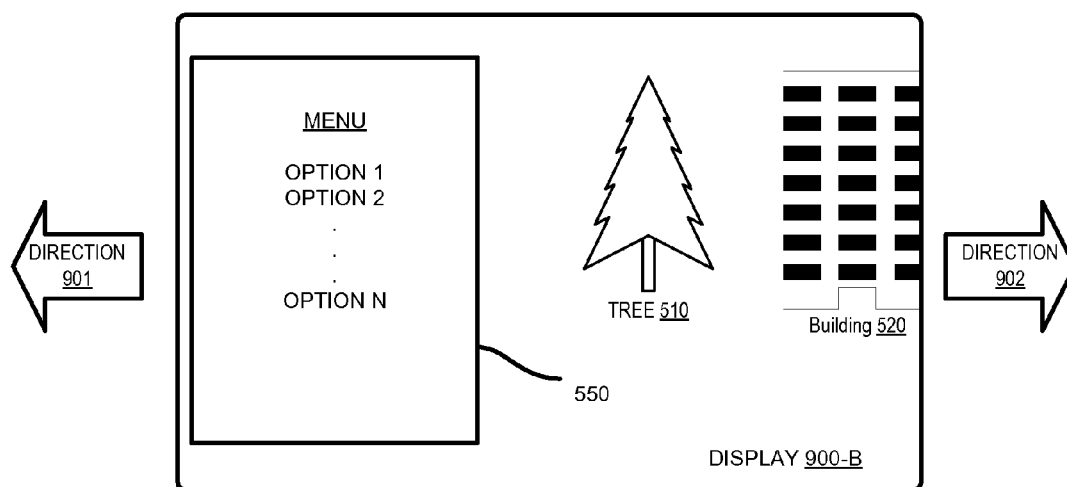 MENU
OPTION 1
OPTION 2
.
.
.
OPTION N
DIRECTION
901
DIRECTION
902
TREE 510
Building 520
550
DISPLAY 900-B